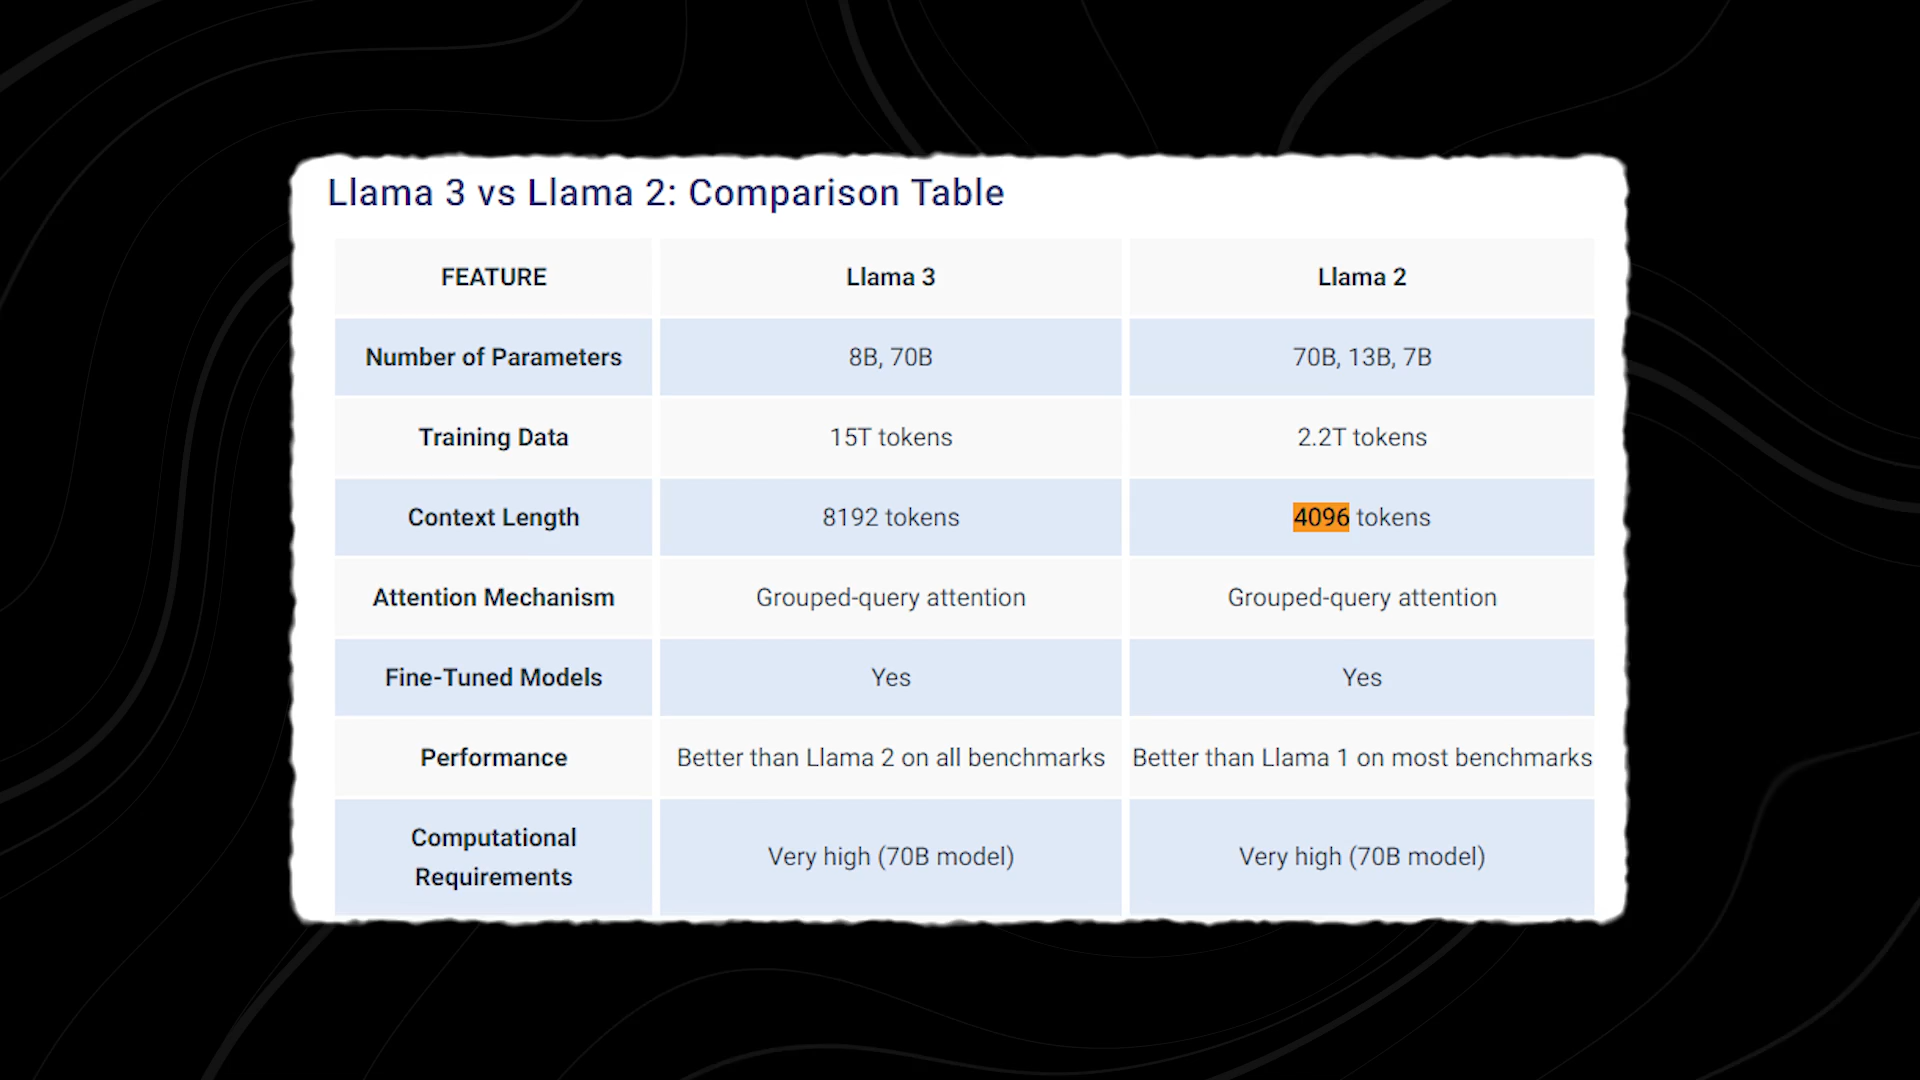 Llama 3 vs Llama 2: Comparison Table
FEATURE Llama 3 Llama 2
Number of Parameters 8B, 70B 70B, 13B, 7B
Training Data 15T tokens 2.2T tokens
Context Length 8192 tokens 4096 tokens
Attention Mechanism Grouped-query attention Grouped-query attention
Fine-Tuned Models Yes Yes
Performance Better than Llama 2 on all benchmarks Better than Llama 1 on most benchmarks
Computational
Requirements Very high (70B model) Very high (70B model)